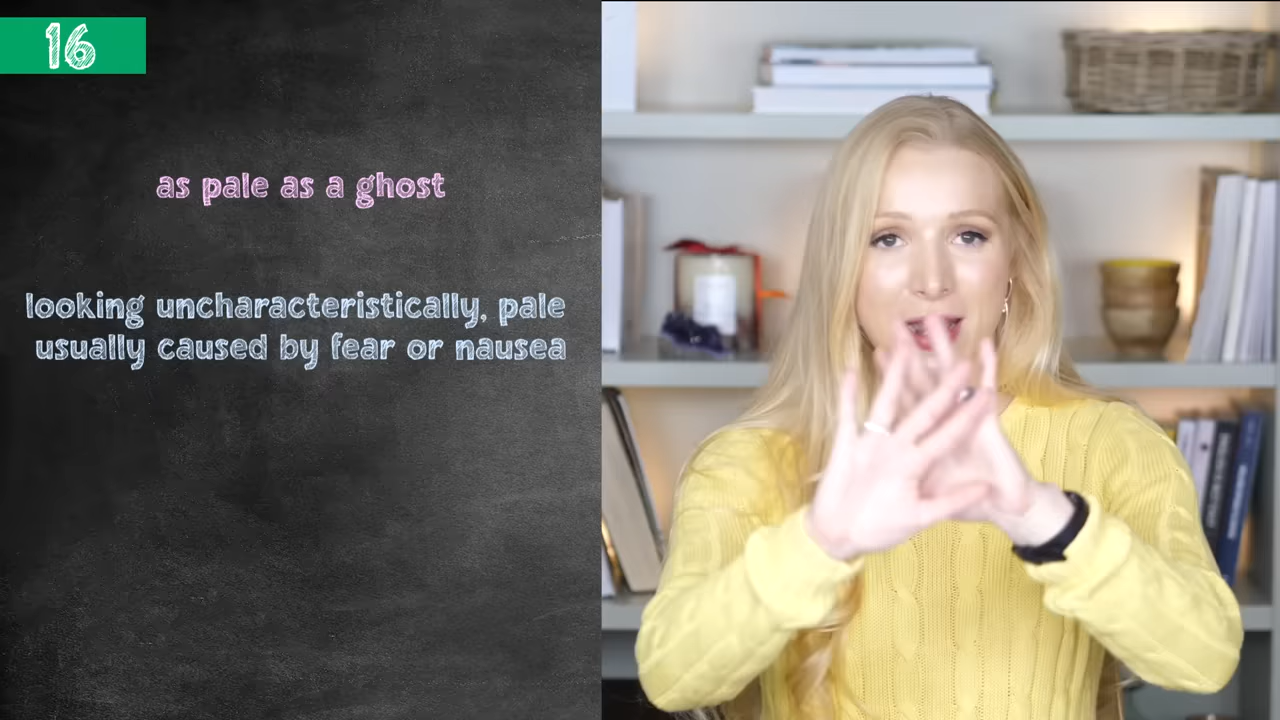 16
as pale as a ghost
looking uncharacteristically, pale
usually caused by fear or nausea